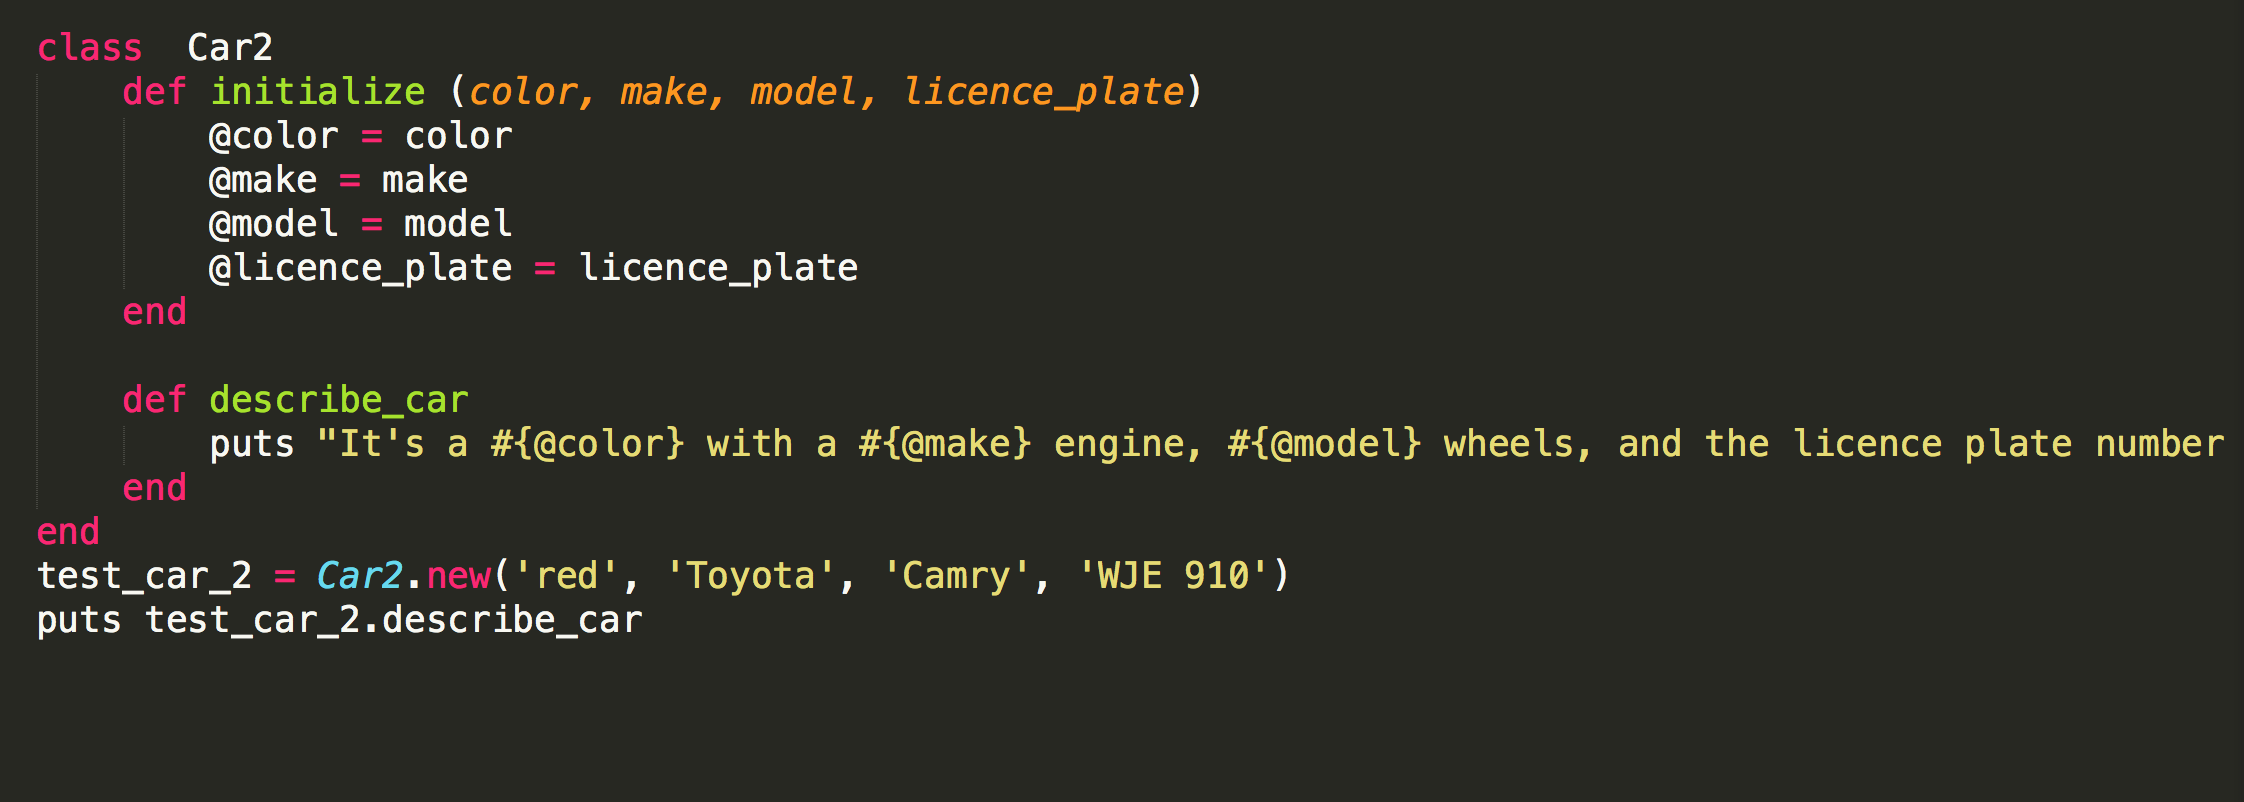 class  Car2
    def initialize (color, make, model, licence_plate)
        @color = color
        @make = make
        @model = model
        @licence_plate = licence_plate
    end

    def describe_car
        puts "It's a #{@color} with a #{@make} engine, #{@model} wheels, and the licence plate number
    end
end
test_car_2 = Car2.new('red', 'Toyota', 'Camry', 'WJE 910')
puts test_car_2.describe_car